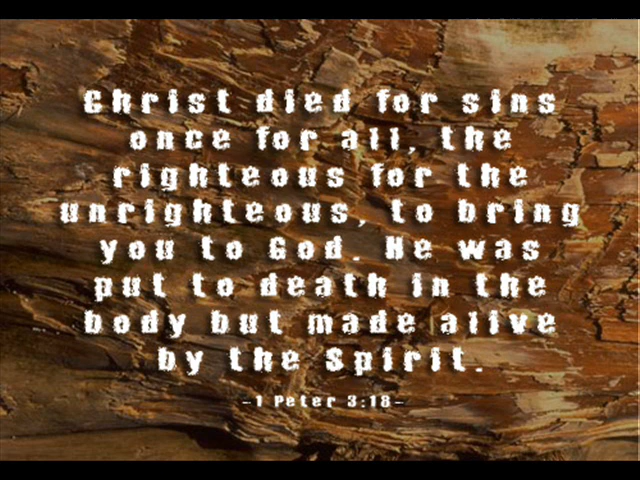 Christ died for sins
once for all, the
righteous for the
unrighteous, to bring
you to God. He was
put to death in the
body but made alive
by the Spirit.
-1 Peter 3:18-